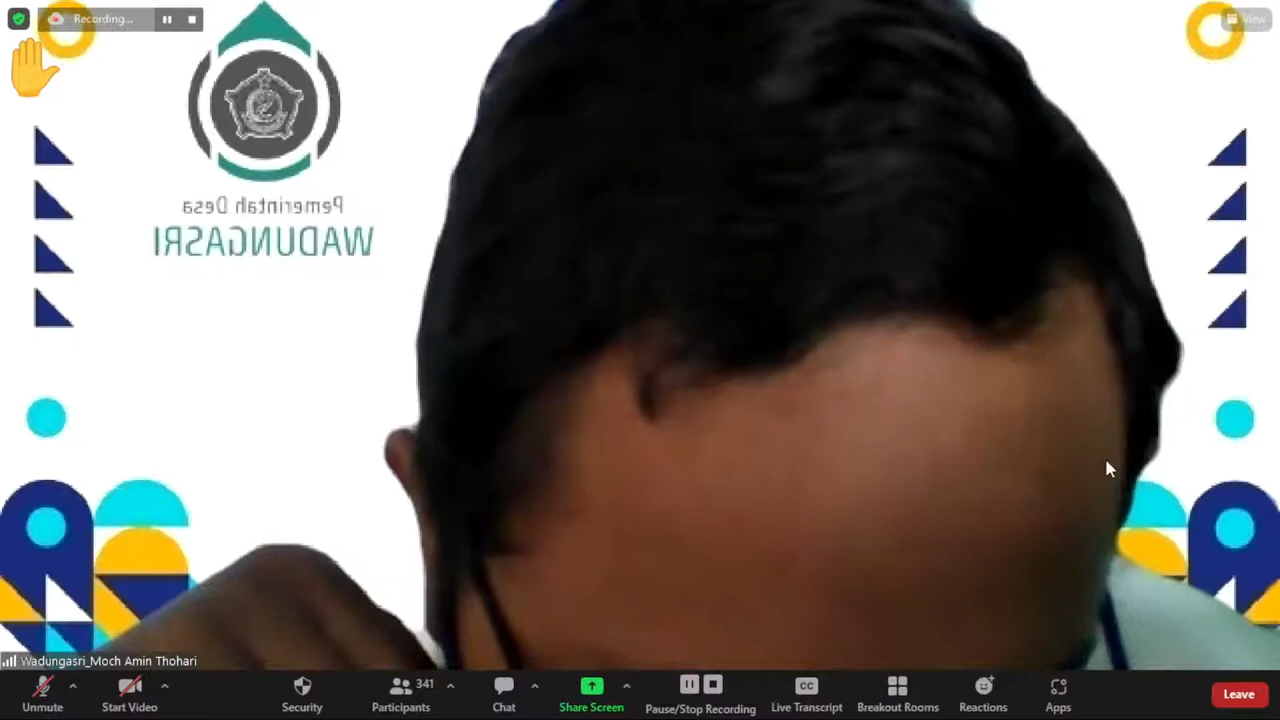 Recording...
View
Pemerintah Desa
WADUNGASRI
Wadungasri_Moch Amin Thohari
Unmute
Start Video
Security
341
Participants
Chat
Share Screen
Pause/Stop Recording
CC
Live Transcript
Breakout Rooms
Reactions
Apps
Leave